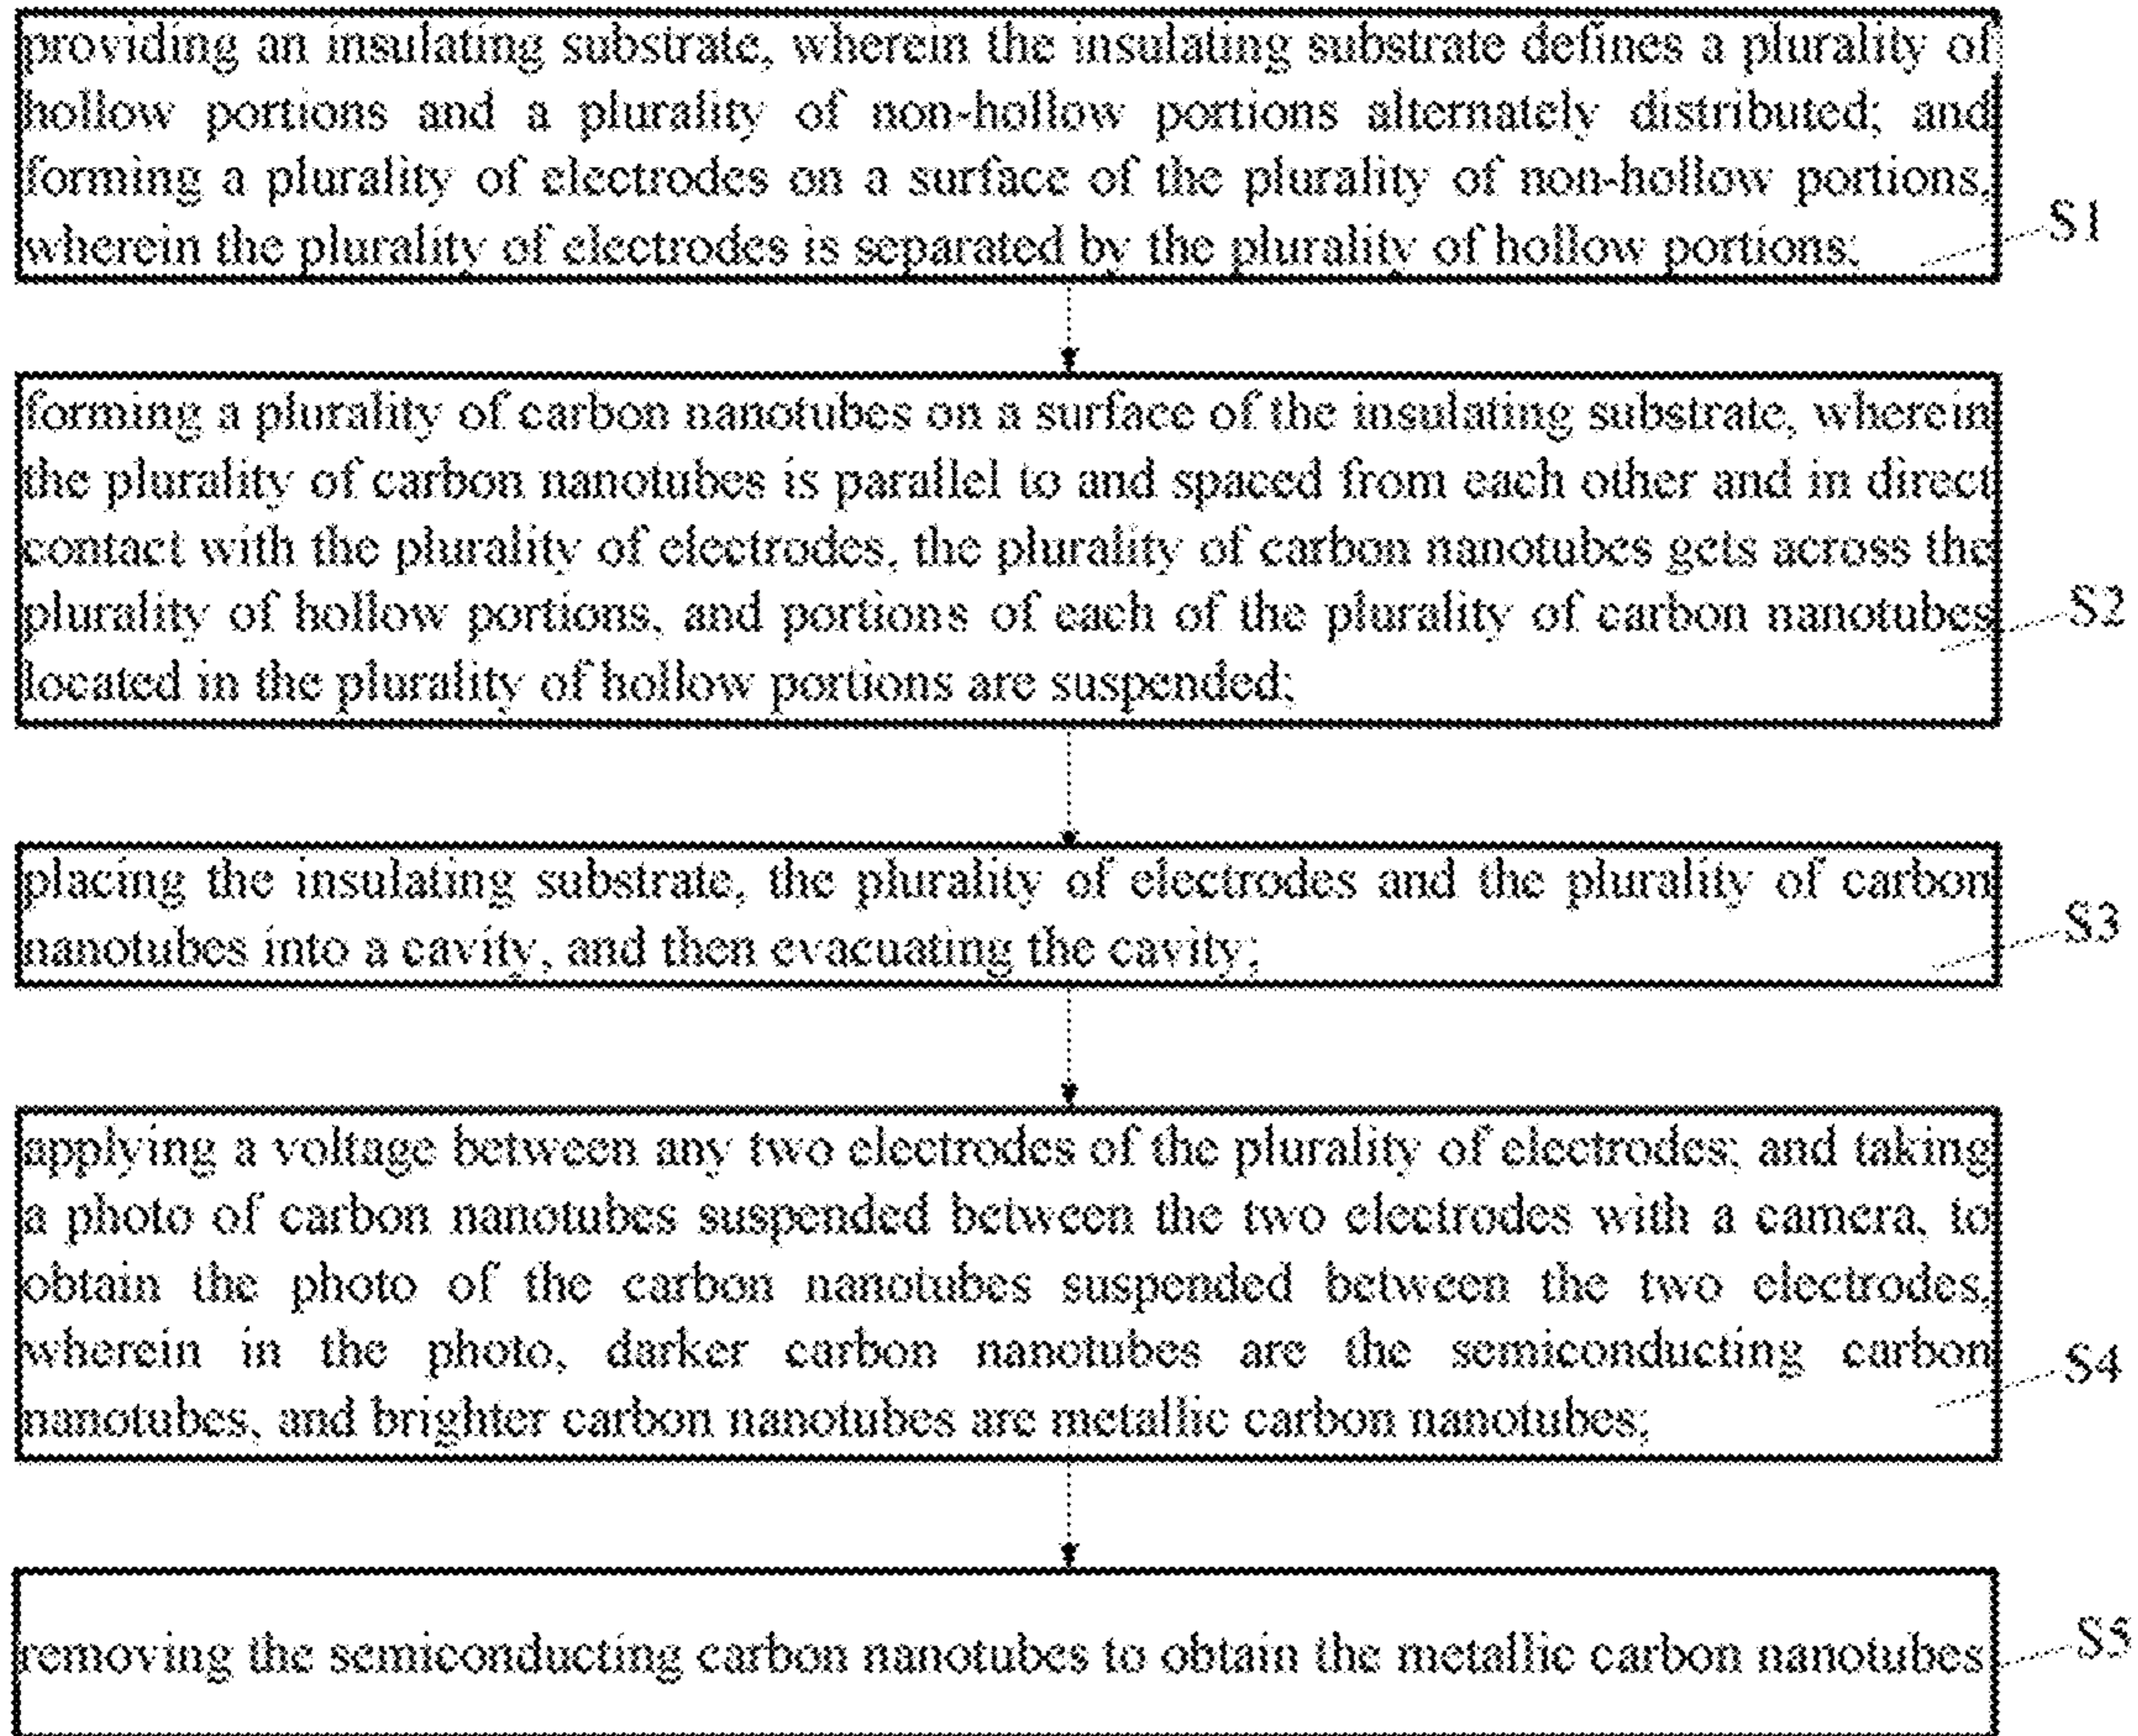 providing an insulating substrate, wherein the insulating substrate defines a plurality of
hollow portions and a plurality of non-hollow portions alternately distributed; and
forming a plurality of electrodes on a surface of the plurality of non-hollow portions,
wherein the plurality of electrodes is separated by the plurality of hollow portions;
S1
forming a plurality of carbon nanotubes on a surface of the insulating substrate, wherein
the plurality of carbon nanotubes is parallel to and spaced from each other and in direct
contact with the plurality of electrodes, the plurality of carbon nanotubes gets across the
plurality of hollow portions, and portions of each of the plurality of carbon nanotubes
located in the plurality of hollow portions are suspended;
S2
placing the insulating substrate, the plurality of electrodes and the plurality of carbon
nanotubes into a cavity, and then evacuating the cavity;
S3
applying a voltage between any two electrodes of the plurality of electrodes; and taking
a photo of carbon nanotubes suspended between the two electrodes with a camera, to
obtain the photo of the carbon nanotubes suspended between the two electrodes,
wherein in the photo, darker carbon nanotubes are the semiconducting carbon
nanotubes, and brighter carbon nanotubes are metallic carbon nanotubes;
S4
removing the semiconducting carbon nanotubes to obtain the metallic carbon nanotubes
S5